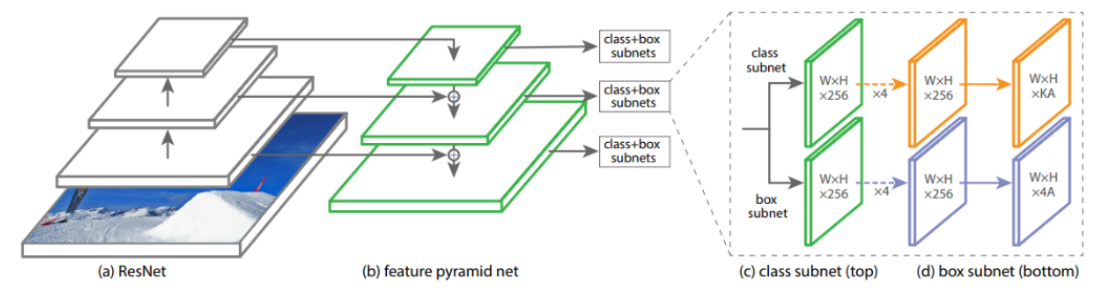 class+box
subnets
class+box
subnets
class+box
subnets
class
subnet
W×H
×256
×4
W×H
×256
W×H
×KA
box
subnet
W×H
×256
×4
W×H
×256
W×H
×4A
(a) ResNet
(b) feature pyramid net
(c) class subnet (top)
(d) box subnet (bottom)